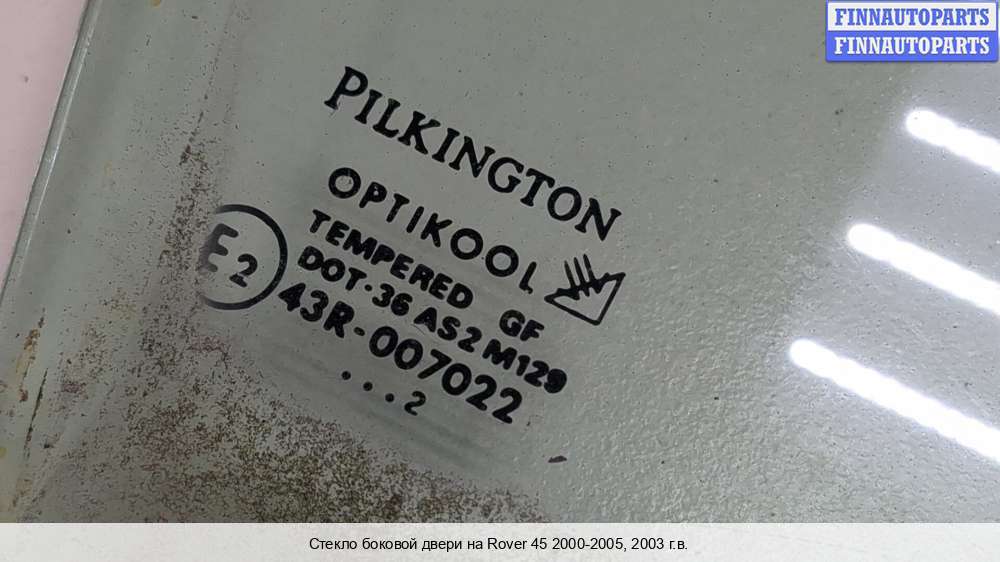 FINNAUTOPARTS
FINNAUTOPARTS
PILKINGTON
OPTIKOOL
TEMPERED GF
E2
DOT·36 AS2 M129
43R-007022
...2
Стекло боковой двери на Rover 45 2000-2005, 2003 г.в.